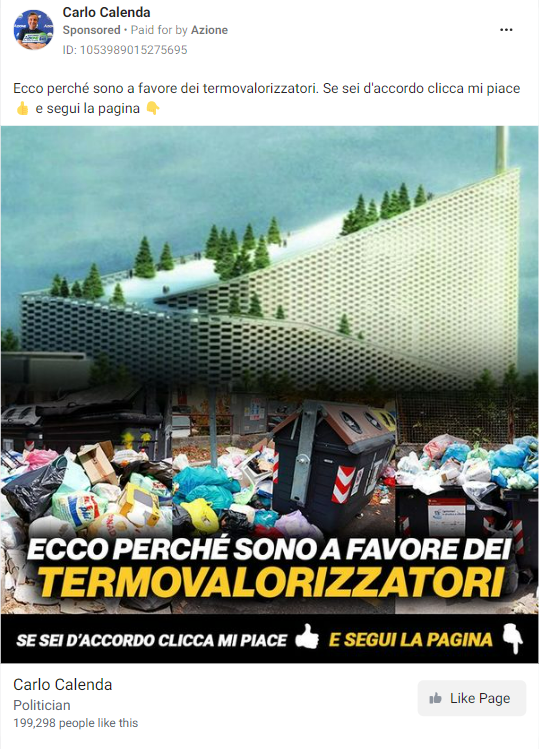 Carlo Calenda
Sponsored • Paid for by Azione
ID: 1053989015275695
Ecco perché sono a favore dei termovalorizzatori. Se sei d'accordo clicca mi piace
👍 e segui la pagina 👇
ECCO PERCHÉ SONO A FAVORE DEI
TERMOVALORIZZATORI
SE SEI D'ACCORDO CLICCA MI PIACE 👍 E SEGUI LA PAGINA 👇
Carlo Calenda
Politician
199,298 people like this
Like Page